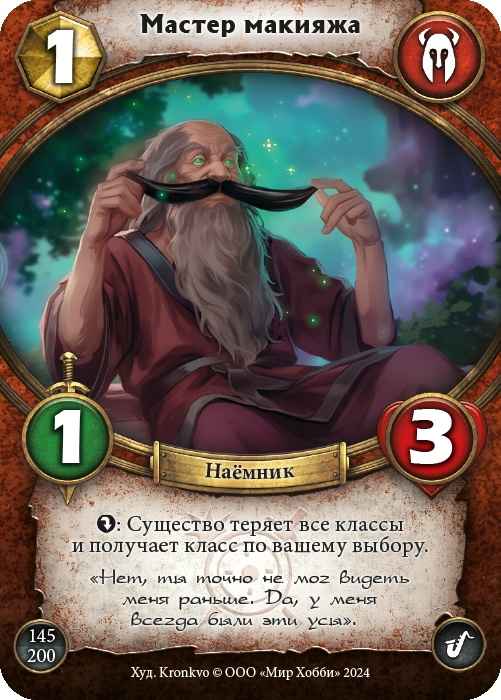 1
Мастер макияжа
1
3
Наёмник
: Существо теряет все классы
и получает класс по вашему выбору.
«Нет, ты точно не мог видеть
меня раньше. Да, у меня
всегда были эти усы».
145
200
Худ. Kronkvo © ООО «Мир Хобби» 2024